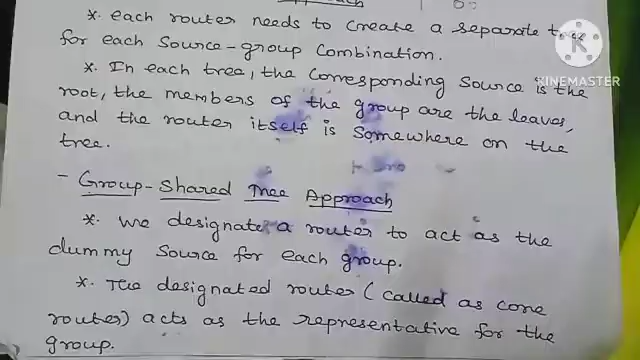 Approach
*. each router needs to create a separate tree
for each Source-group Combination.
*. In each tree, the corresponding source is the
root, the members of the group are the leaves,
and the router itself is somewhere on the
tree.
- Group-Shared Tree Approach
*. We designate a router to act as the
dummy Source for each group.
*. The designated router (called as core
router) acts as the representative for the
group.
KINEMASTER